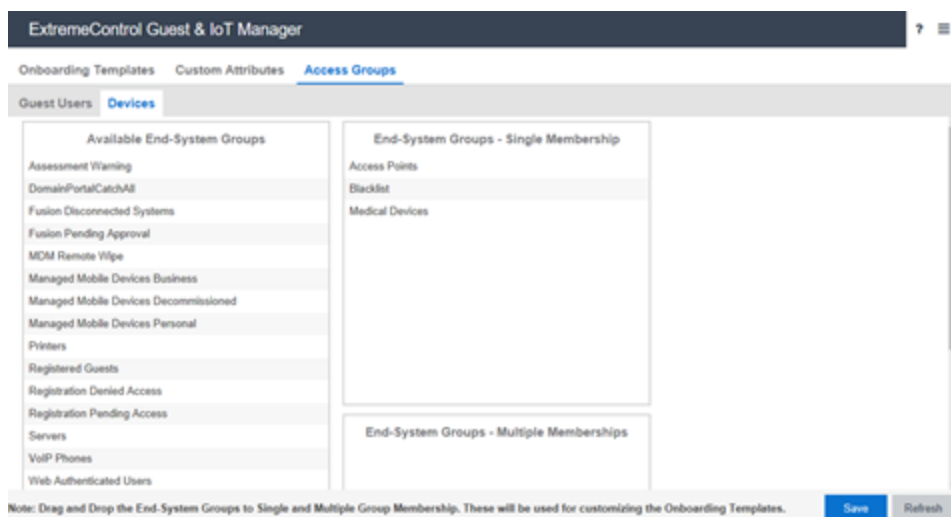 ExtremeControl Guest & IoT Manager
?
Onboarding Templates Custom Attributes Access Groups
Guest Users Devices
Available End-System Groups
Assessment Warning
DomainPortalCatchAll
Fusion Disconnected Systems
Fusion Pending Approval
MDM Remote Wipe
Managed Mobile Devices Business
Managed Mobile Devices Decommissioned
Managed Mobile Devices Personal
Printers
Registered Guests
Registration Denied Access
Registration Pending Access
Servers
VoIP Phones
Web Authenticated Users
End-System Groups - Single Membership
Access Points
Blacklist
Medical Devices
End-System Groups - Multiple Memberships
Note: Drag and Drop the End-System Groups to Single and Multiple Group Membership. These will be used for customizing the Onboarding Templates.
Save Refresh